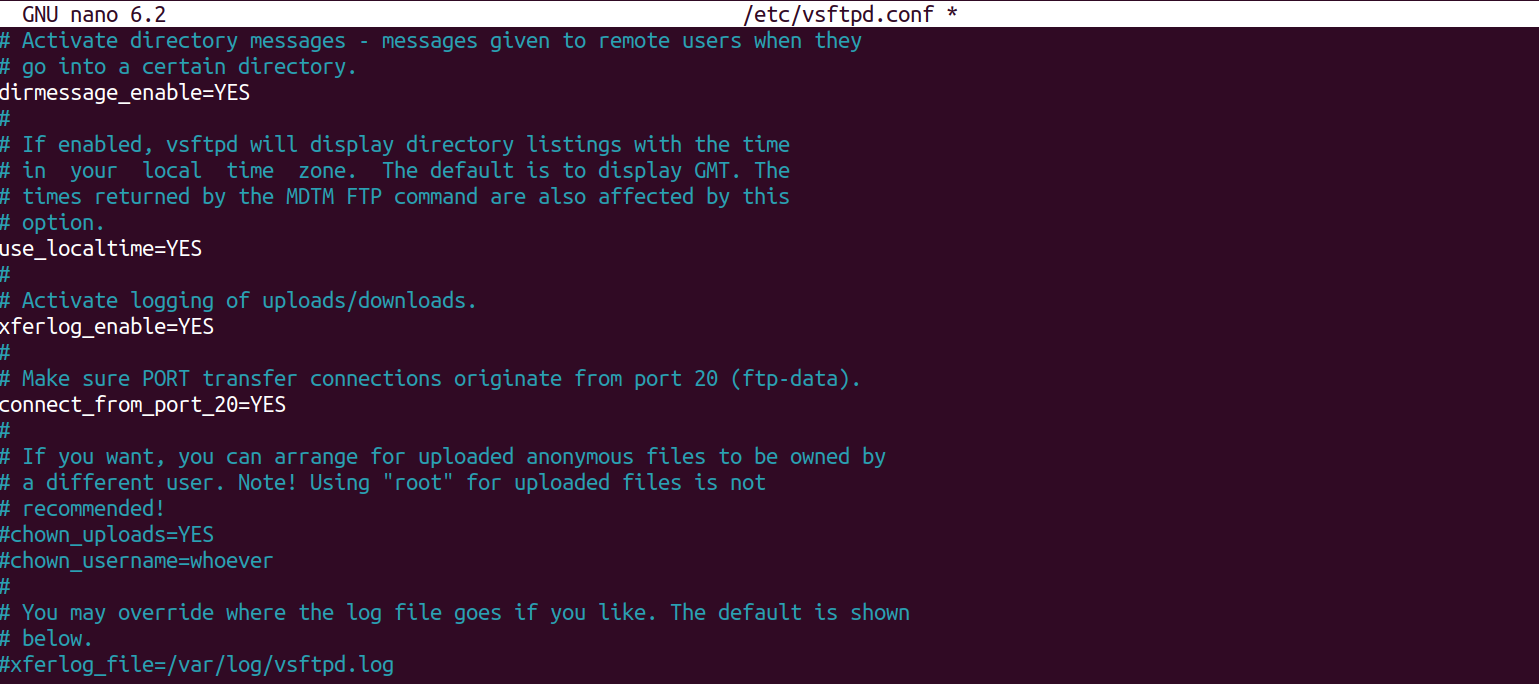 GNU nano 6.2 /etc/vsftpd.conf *
# Activate directory messages - messages given to remote users when they
# go into a certain directory.
dirmessage_enable=YES
#
# If enabled, vsftpd will display directory listings with the time
# in  your  local  time  zone.  The default is to display GMT. The
# times returned by the MDTM FTP command are also affected by this
# option.
use_localtime=YES
#
# Activate logging of uploads/downloads.
xferlog_enable=YES
#
# Make sure PORT transfer connections originate from port 20 (ftp-data).
connect_from_port_20=YES
#
# If you want, you can arrange for uploaded anonymous files to be owned by
# a different user. Note! Using "root" for uploaded files is not
# recommended!
#chown_uploads=YES
#chown_username=whoever
#
# You may override where the log file goes if you like. The default is shown
# below.
#xferlog_file=/var/log/vsftpd.log